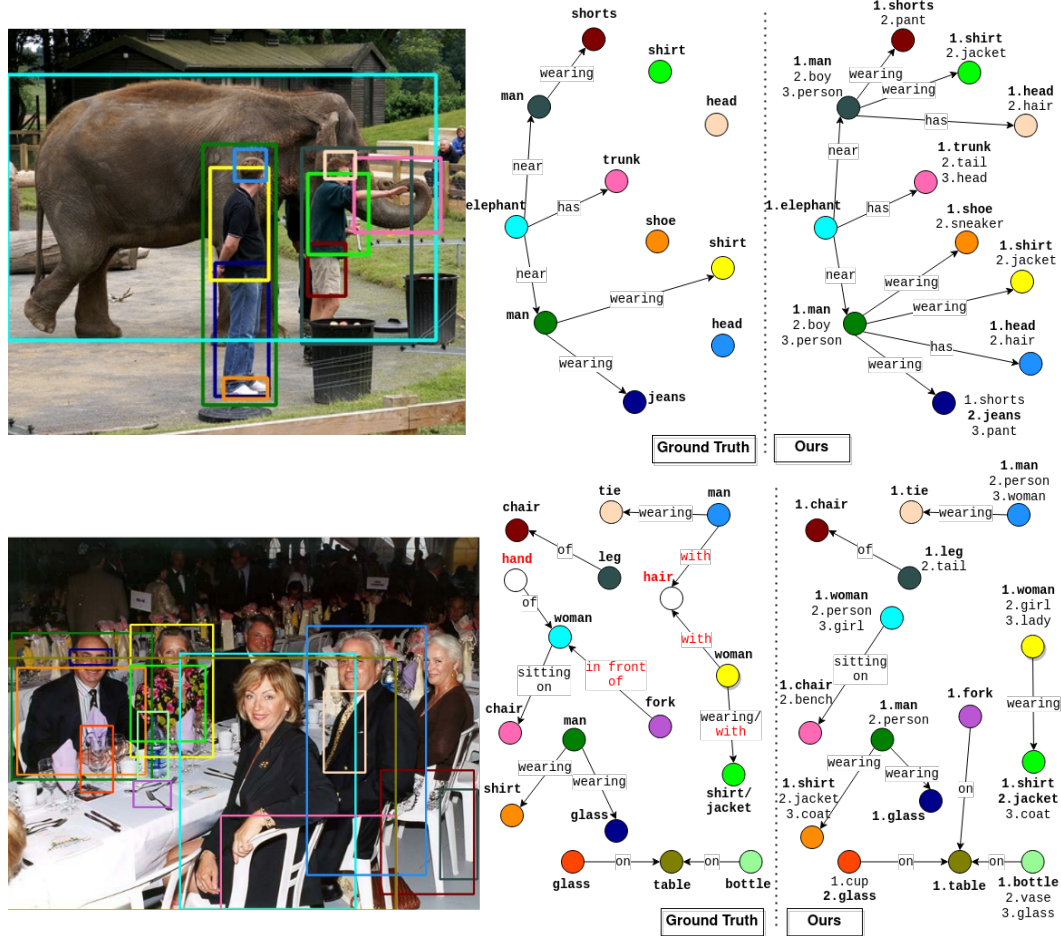 shorts
shirt
wearing
man
head
near
trunk
elephant
has
shoe
shirt
near
wearing
man
head
wearing
jeans
Ground Truth
1.shorts
2.pant
1.shirt
2.jacket
1.man
2.boy
3.person
wearing
wearing
1.head
2.hair
has
near
1.trunk
2.tail
3.head
1.elephant
has
1.shoe
2.sneaker
1.shirt
2.jacket
near
wearing
wearing
1.man
2.boy
3.person
1.head
2.hair
has
wearing
1.shorts
2.jeans
3.pant
Ours
tie
man
chair
wearing
of
with
hand
leg
hair
of
woman
with
woman
sitting
on
in front
of
fork
chair
man
wearing/
with
wearing
wearing
shirt
glass
shirt/
jacket
on
on
glass
table
bottle
Ground Truth
1.man
2.person
3.woman
1.chair
1.tie
wearing
of
1.leg
2.tail
1.woman
2.person
3.girl
1.woman
2.girl
3.lady
sitting
on
1.chair
2.bench
1.man
2.person
1.fork
wearing
wearing
wearing
1.shirt
2.jacket
3.coat
1.glass
on
1.shirt
2.jacket
3.coat
on
on
1.cup
2.glass
1.table
1.bottle
2.vase
3.glass
Ours